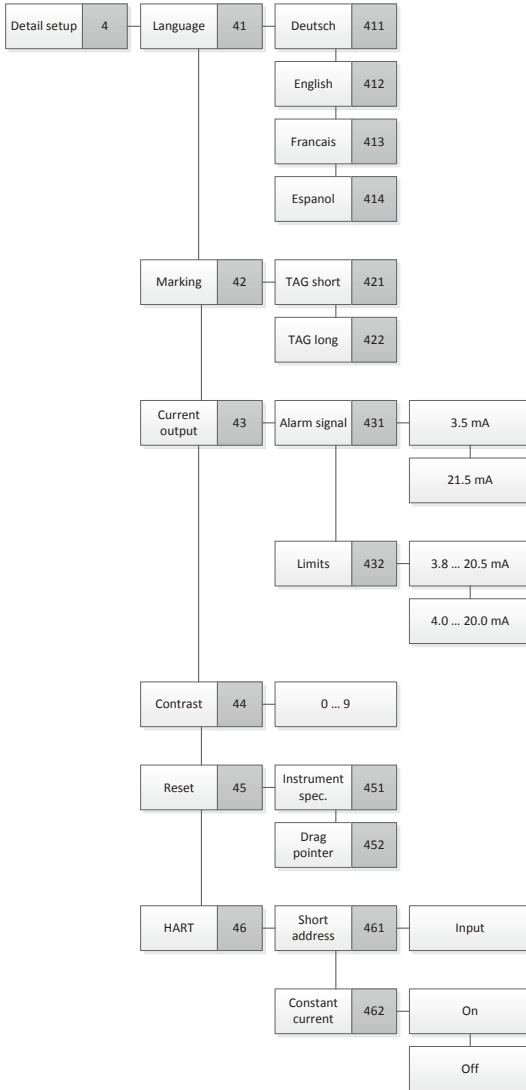 Detail setup 4 Language 41 Deutsch 411
English 412
Francais 413
Espanol 414
Marking 42 TAG short 421
TAG long 422
Current
output 43 Alarm signal 431 3.5 mA
21.5 mA
Limits 432 3.8 ... 20.5 mA
4.0 ... 20.0 mA
Contrast 44 0 ... 9
Reset 45 Instrument
spec. 451
Drag
pointer 452
HART 46 Short
address 461 Input
Constant
current 462 On
Off